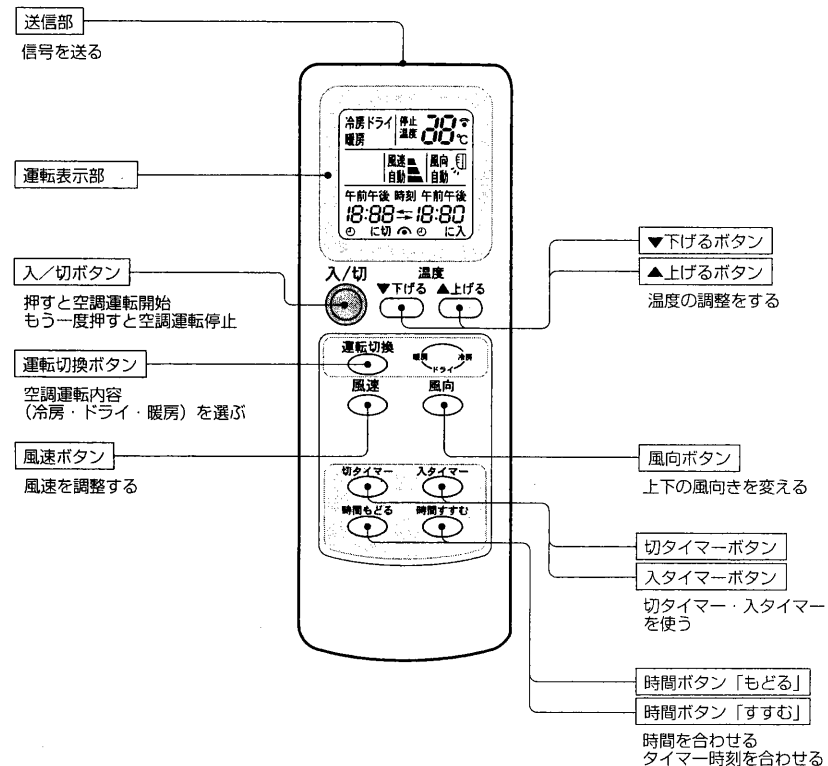 送信部
信号を送る
運転表示部
入／切ボタン
押すと空調運転開始
もう一度押すと空調運転停止
運転切換ボタン
空調運転内容
（冷房・ドライ・暖房）を選ぶ
風速ボタン
風速を調整する
冷房 ドライ 停止 88℃
暖房 温度
風速 風向
自動 自動
午前午後 時刻 午前午後
18:88 18:80
に切 に入
入/切 温度
▼下げる ▲上げる
運転切換
暖房 冷房
ドライ
風速 風向
切タイマー 入タイマー
時間もどる 時間すすむ
▼下げるボタン
▲上げるボタン
温度の調整をする
風向ボタン
上下の風向きを変える
切タイマーボタン
入タイマーボタン
切タイマー・入タイマー
を使う
時間ボタン「もどる」
時間ボタン「すすむ」
時間を合わせる
タイマー時刻を合わせる